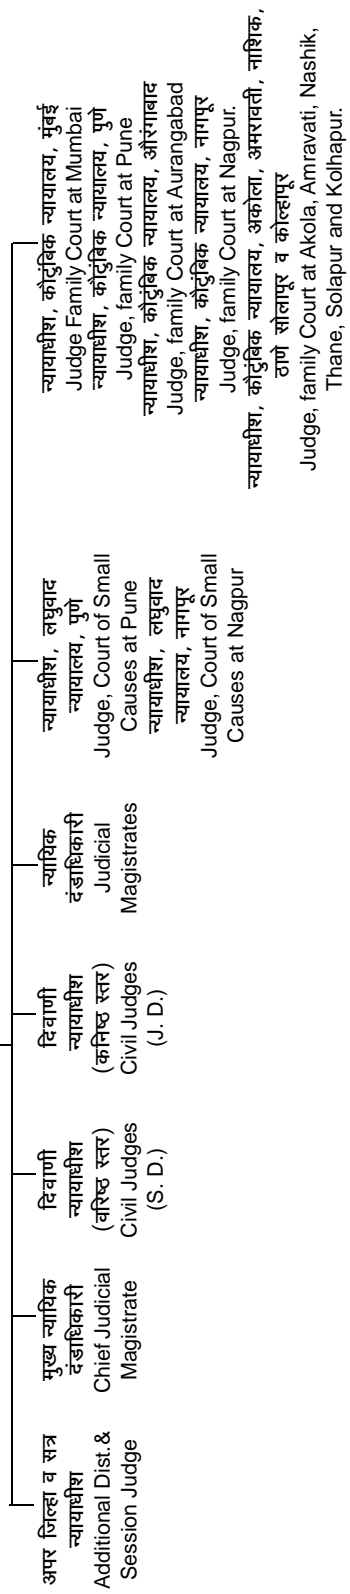 अपर जिल्हा व सत्र
न्यायाधीश
Additional Dist.&
Session Judge
मुख्य न्यायिक
दंडाधिकारी
Chief Judicial
Magistrate
दिवाणी
न्यायाधीश
(वरिष्ठ स्तर)
Civil Judges
(S. D.)
दिवाणी
न्यायाधीश
(कनिष्ठ स्तर)
Civil Judges
(J. D.)
न्यायिक
दंडाधिकारी
Judicial
Magistrates
न्यायाधीश, लघुवाद
न्यायालय, पुणे
Judge, Court of Small
Causes at Pune
न्यायाधीश, लघुवाद
न्यायालय, नागपूर
Judge, Court of Small
Causes at Nagpur
न्यायाधीश, कौटुंबिक न्यायालय, मुंबई
Judge Family Court at Mumbai
न्यायाधीश, कौटुंबिक न्यायालय, पुणे
Judge, family Court at Pune
न्यायाधीश, कौटुंबिक न्यायालय, औरंगाबाद
Judge, family Court at Aurangabad
न्यायाधीश, कौटुंबिक न्यायालय, नागपूर
Judge, family Court at Nagpur.
न्यायाधीश, कौटुंबिक न्यायालय, अकोला, अमरावती, नाशिक,
ठाणे सोलापूर व कोल्हापूर
Judge, family Court at Akola, Amravati, Nashik,
Thane, Solapur and Kolhapur.